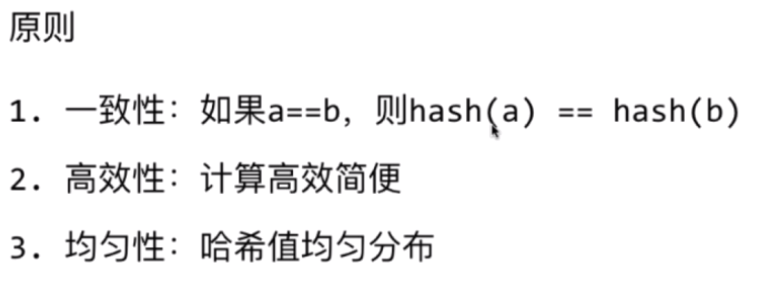 原则
1. 一致性：如果a==b，则hash(a) == hash(b)
2. 高效性：计算高效简便
3. 均匀性：哈希值均匀分布